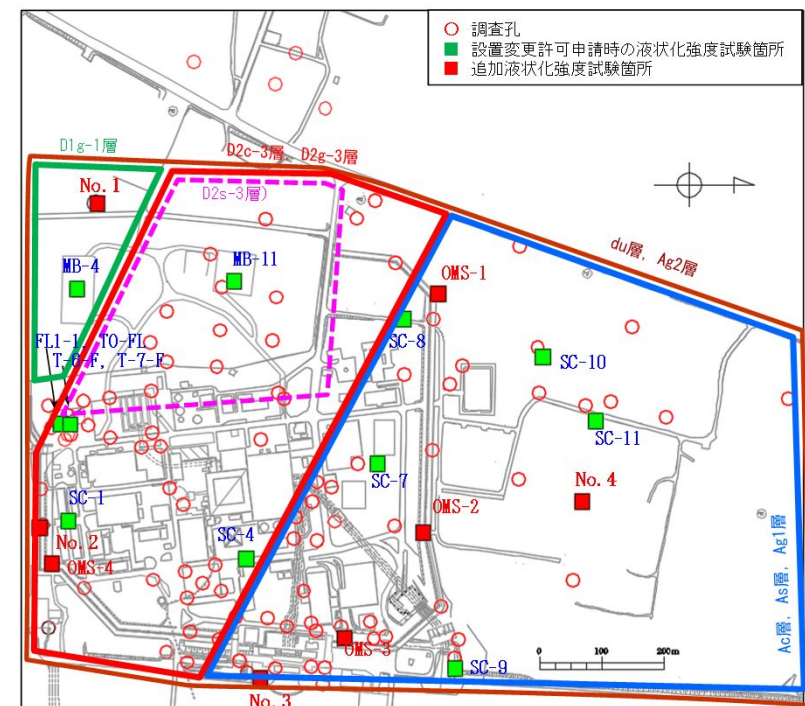 調査孔
設置変更許可申請時の液状化強度試験箇所
追加液状化強度試験箇所
D1g-1層
D2c-3層 D2g-3層
D2s-3層)
No.1
MB-4
MB-11
du層, Ag2層
OMS-1
FL1-1, T0-FL
T-6-F, T-7-F
SC-8
SC-10
SC-11
SC-7
No.4
SC-1
OMS-2
No.2
SC-4
OMS-4
Ac層, As層, Ag1層
OMS-3
SC-9
0 100 200m
No.3